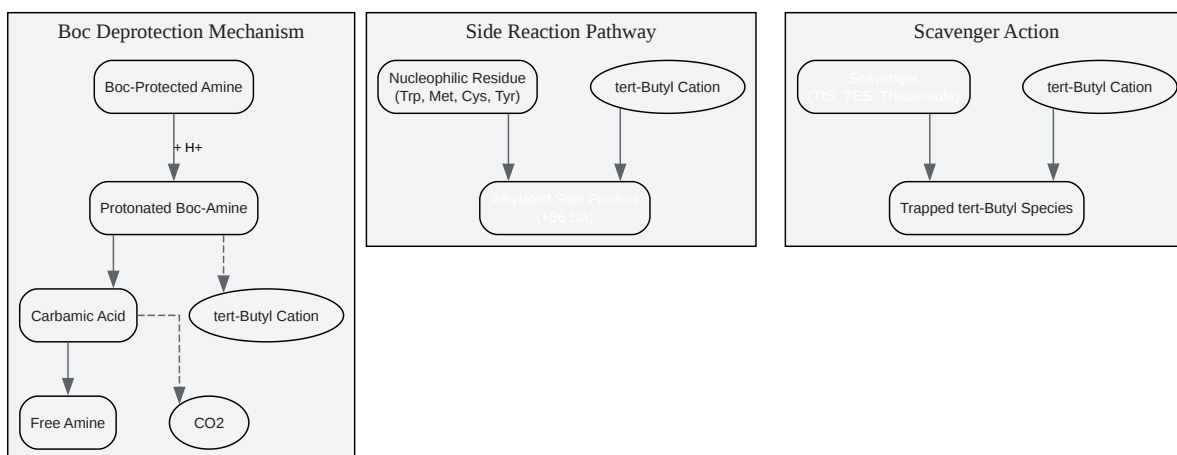 Boc Deprotection Mechanism
Boc-Protected Amine
+ H+
Protonated Boc-Amine
Carbamic Acid
tert-Butyl Cation
Free Amine
CO2
Side Reaction Pathway
Nucleophilic Residue
(Trp, Met, Cys, Tyr)
tert-Butyl Cation
Alkylated Side Product
(+56 Da)
Scavenger Action
Scavenger
(TIS, TES, Thioanisole)
tert-Butyl Cation
Trapped tert-Butyl Species